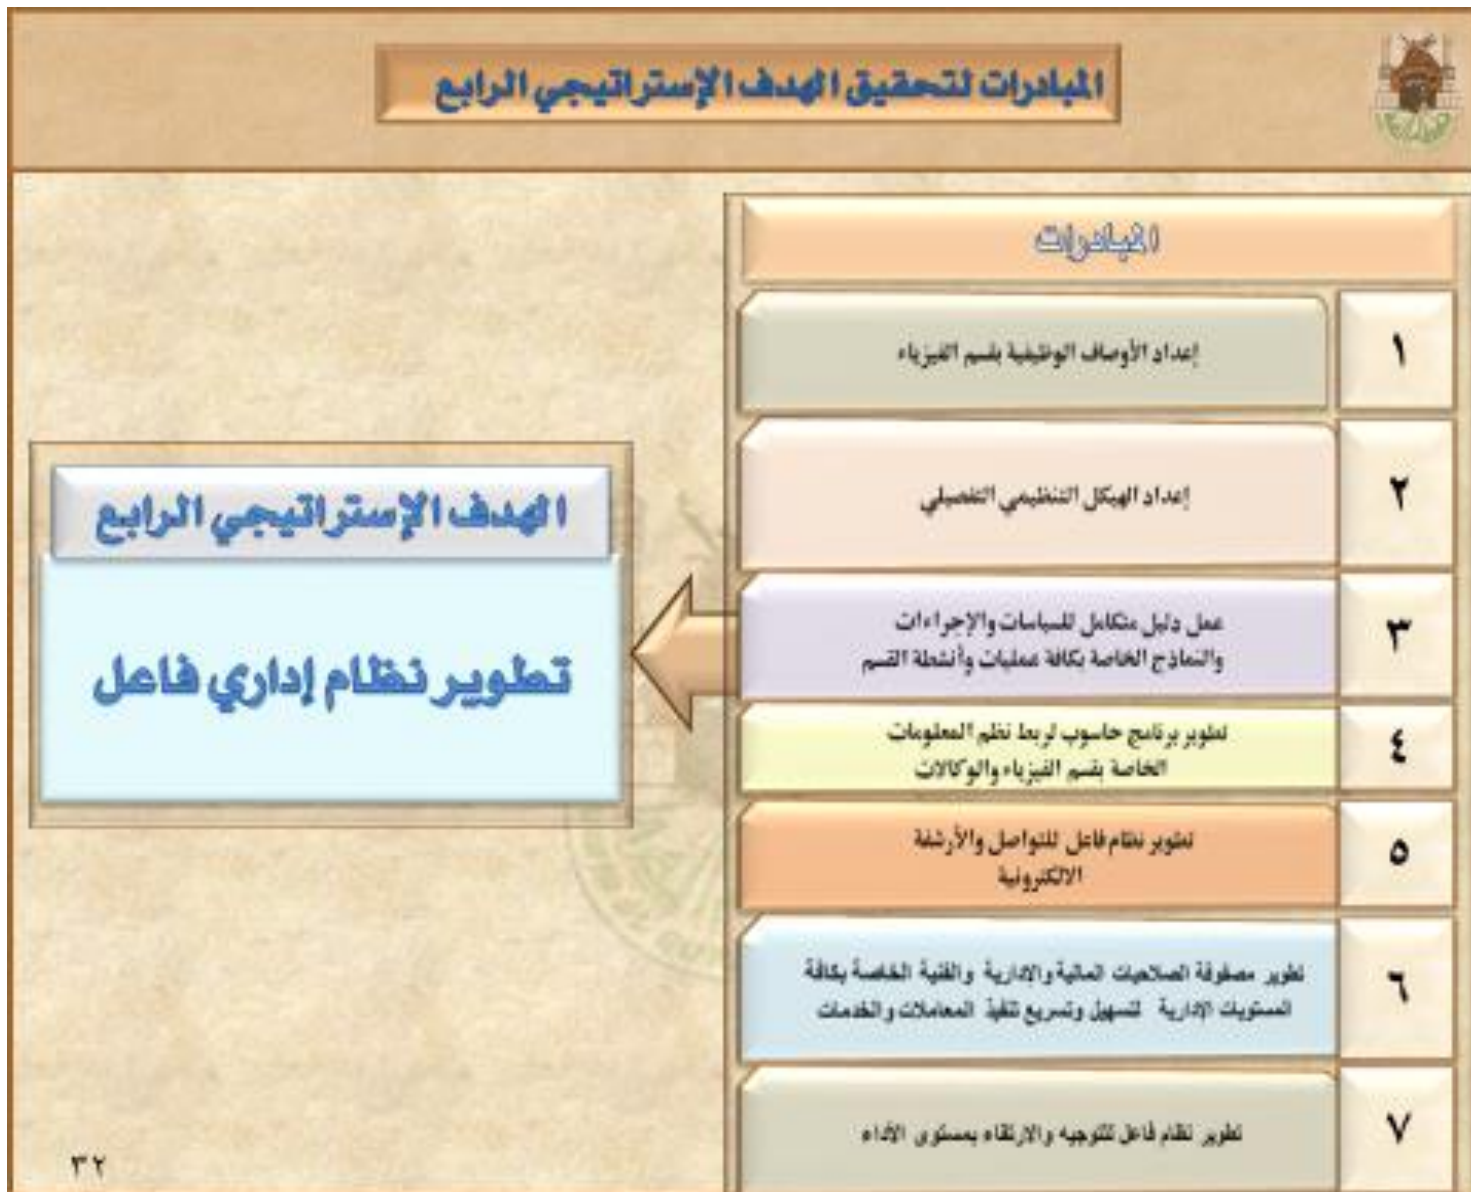 المبادرات لتحقيق الهدف الإستراتيجي الرابع
المبادرات
١
إعداد الأوصاف الوظيفية بقسم الفيزياء
٢
إعداد الهيكل التنظيمي التفصيلي
٣
عمل دليل متكامل للسياسات والإجراءات
والنماذج الخاصة بكافة عمليات وأنشطة القسم
٤
تطوير برنامج حاسوب لربط نظم المعلومات
الخاصة بقسم الفيزياء والوكالات
٥
تطوير نظام فاعل للتواصل والأرشفة
الالكترونية
٦
تطوير مصفوفة الصلاحيات المالية والإدارية والفنية الخاصة بكافة
المستويات الإدارية لتسهيل وتسريع تنفيذ المعاملات والخدمات
٧
تطوير نظام فاعل للتوجيه والارتقاء بمستوى الأداء
الهدف الإستراتيجي الرابع
تطوير نظام إداري فاعل
٣٢